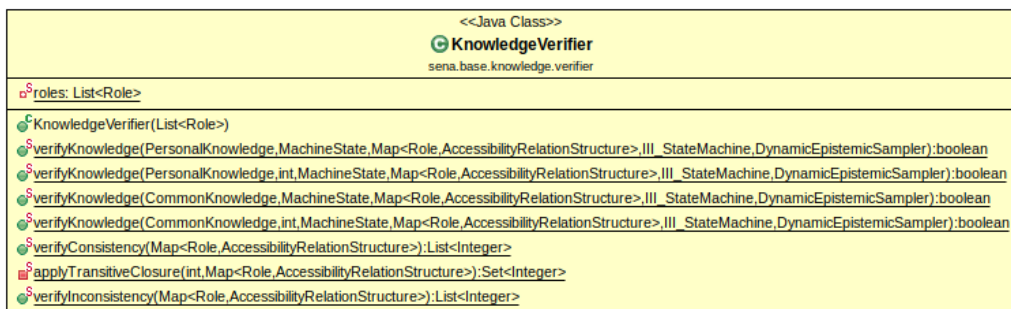 <<Java Class>>
C KnowledgeVerifier
sena.base.knowledge.verifier
S roles: List<Role>
C KnowledgeVerifier(List<Role>)
S verifyKnowledge(PersonalKnowledge,MachineState,Map<Role,AccessibilityRelationStructure>,III_StateMachine,DynamicEpistemicSampler):boolean
S verifyKnowledge(PersonalKnowledge,int,MachineState,Map<Role,AccessibilityRelationStructure>,III_StateMachine,DynamicEpistemicSampler):boolean
S verifyKnowledge(CommonKnowledge,MachineState,Map<Role,AccessibilityRelationStructure>,III_StateMachine,DynamicEpistemicSampler):boolean
S verifyKnowledge(CommonKnowledge,int,MachineState,Map<Role,AccessibilityRelationStructure>,III_StateMachine,DynamicEpistemicSampler):boolean
S verifyConsistency(Map<Role,AccessibilityRelationStructure>):List<Integer>
S applyTransitiveClosure(int,Map<Role,AccessibilityRelationStructure>):Set<Integer>
S verifyInconsistency(Map<Role,AccessibilityRelationStructure>):List<Integer>